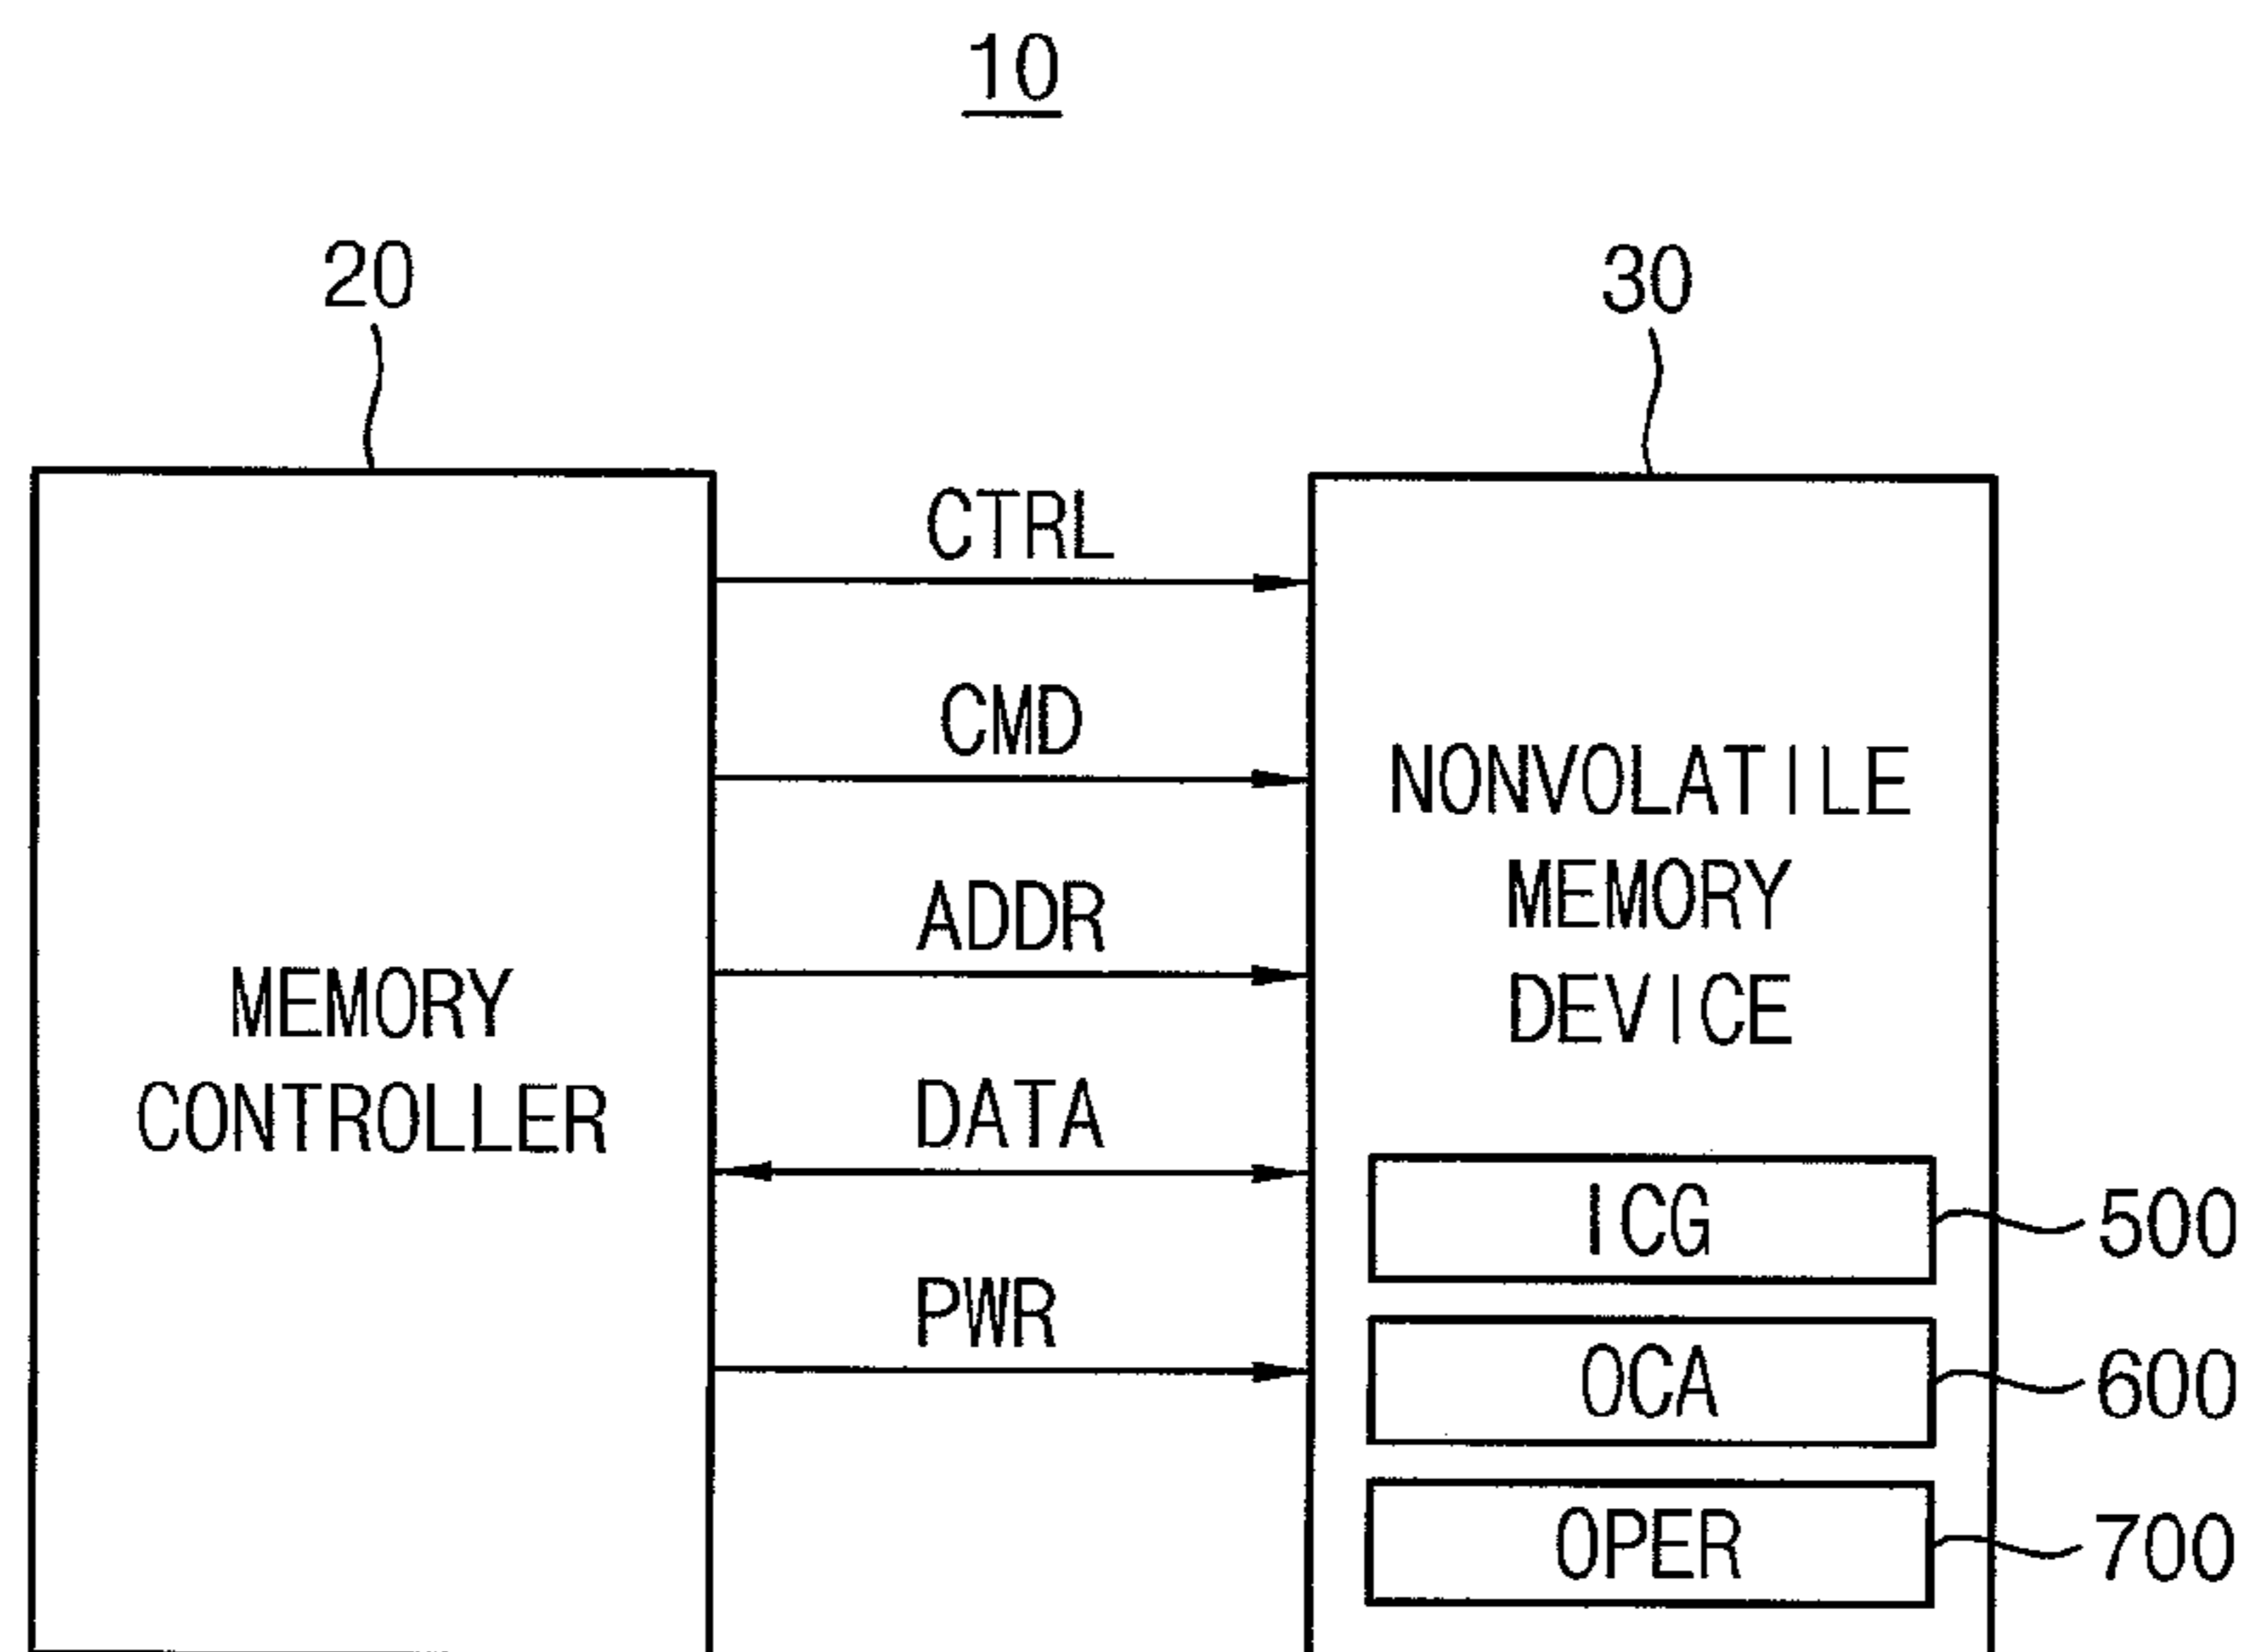 10
20
30
CTRL
CMD
ADDR
DATA
PWR
MEMORY
CONTROLLER
NONVOLATILE
MEMORY
DEVICE
ICG
500
OCA
600
OPER
700